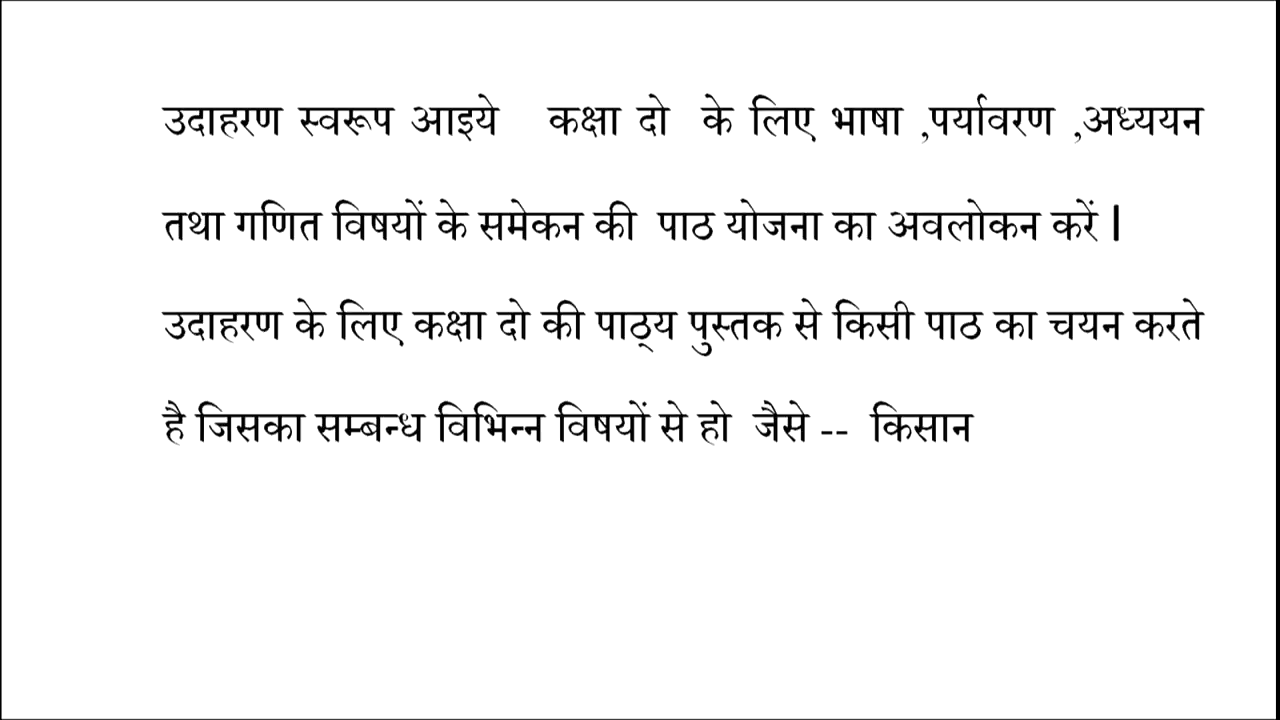 उदाहरण स्वरूप आइये कक्षा दो के लिए भाषा ,पर्यावरण ,अध्ययन
तथा गणित विषयों के समेकन की पाठ योजना का अवलोकन करें |
उदाहरण के लिए कक्षा दो की पाठ्य पुस्तक से किसी पाठ का चयन करते
है जिसका सम्बन्ध विभिन्न विषयों से हो जैसे -- किसान